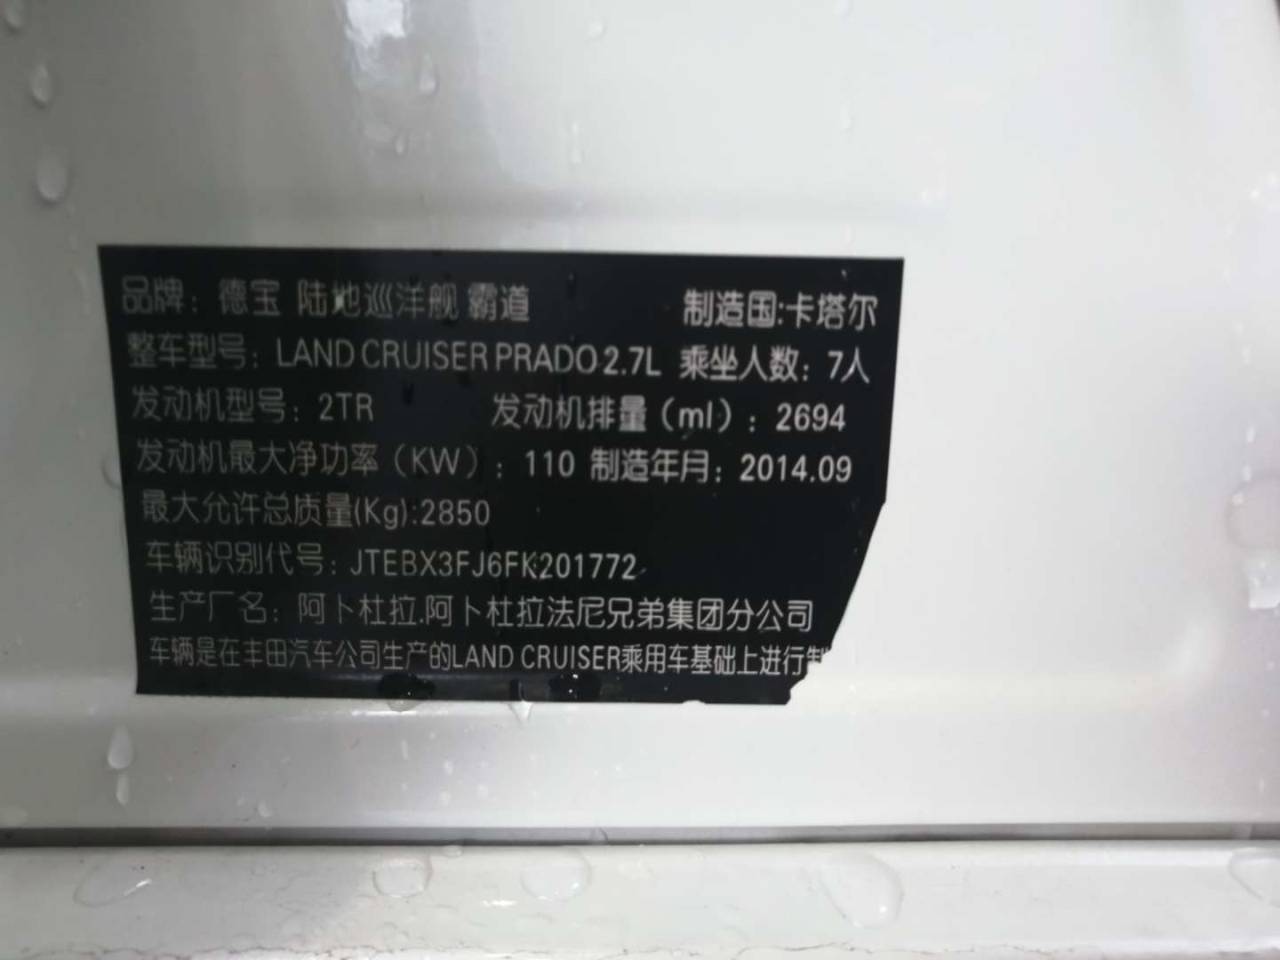 品牌：德宝 陆地巡洋舰 霸道 制造国:卡塔尔
整车型号：LAND CRUISER PRADO 2.7L 乘坐人数：7人
发动机型号：2TR 发动机排量（ml）：2694
发动机最大净功率（KW）：110 制造年月：2014.09
最大允许总质量(Kg):2850
车辆识别代号：JTEBX3FJ6FK201772
生产厂名：阿卜杜拉.阿卜杜拉法尼兄弟集团分公司
车辆是在丰田汽车公司生产的LAND CRUISER乘用车基础上进行